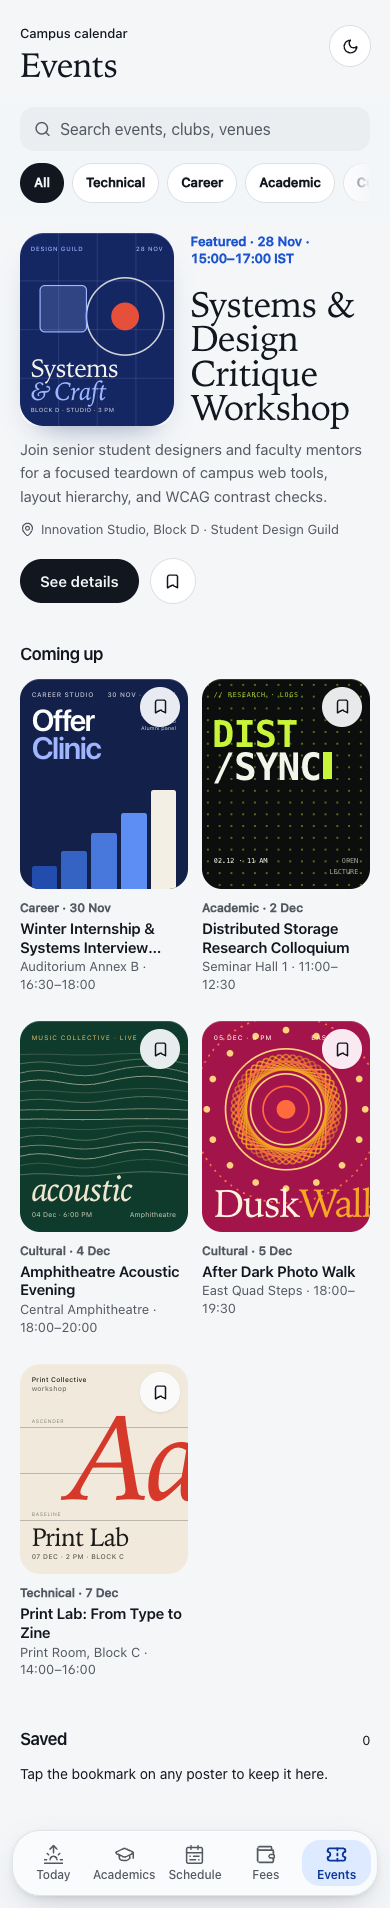 Campus calendar
Events
Search events, clubs, venues
All
Technical
Career
Academic
DESIGN GUILD
28 NOV
Systems
& Craft
BLOCK D · STUDIO · 3 PM
Featured · 28 Nov ·
15:00–17:00 IST
Systems &
Design
Critique
Workshop
Join senior student designers and faculty mentors
for a focused teardown of campus web tools,
layout hierarchy, and WCAG contrast checks.
Innovation Studio, Block D · Student Design Guild
See details
Coming up
CAREER STUDIO
30 NOV ·
Alumni panel
Offer
Clinic
Career · 30 Nov
Winter Internship &
Systems Interview...
Auditorium Annex B ·
16:30–18:00
// RESEARCH · LOGS
DIST
/SYNC
02.12 · 11 AM
OREN
LECTURE
Academic · 2 Dec
Distributed Storage
Research Colloquium
Seminar Hall 1 · 11:00–
12:30
MUSIC COLLECTIVE · LIVE
acoustic
04 Dec · 6:00 PM
Amphitheatre
Cultural · 4 Dec
Amphitheatre Acoustic
Evening
Central Amphitheatre ·
18:00–20:00
05 DEC · PM
DuskWalk
Cultural · 5 Dec
After Dark Photo Walk
East Quad Steps · 18:00–
19:30
Print Collective
workshop
ASCENDER
Ad
BASELINE
Print Lab
07 DEC · 2 PM · BLOCK C
Technical · 7 Dec
Print Lab: From Type to
Zine
Print Room, Block C ·
14:00–16:00
Saved
0
Tap the bookmark on any poster to keep it here.
Today
Academics
Schedule
Fees
Events